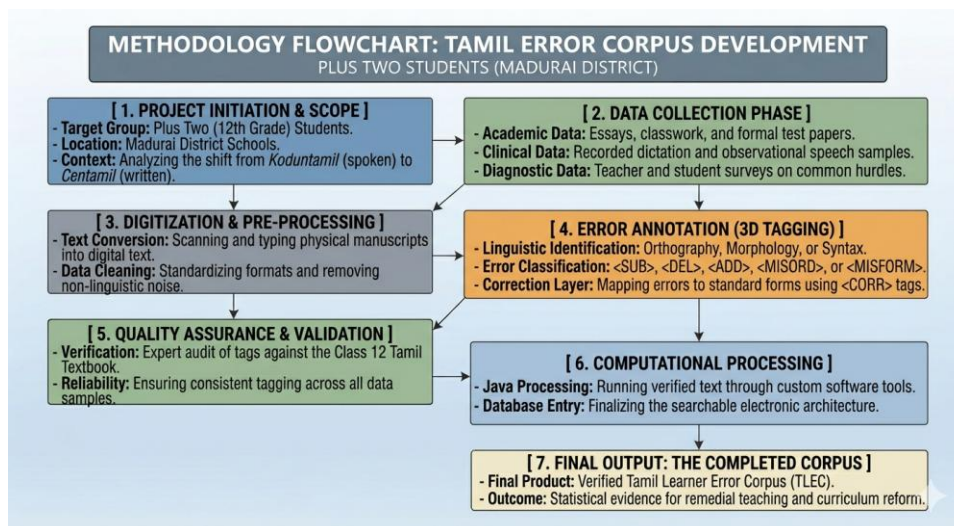 METHODOLOGY FLOWCHART: TAMIL ERROR CORPUS DEVELOPMENT
PLUS TWO STUDENTS (MADURAI DISTRICT)
[ 1. PROJECT INITIATION & SCOPE ]
- Target Group: Plus Two (12th Grade) Students.
- Location: Madurai District Schools.
- Context: Analyzing the shift from Koduntamil (spoken) to
Centamil (written).
[ 2. DATA COLLECTION PHASE ]
- Academic Data: Essays, classwork, and formal test papers.
- Clinical Data: Recorded dictation and observational speech samples.
- Diagnostic Data: Teacher and student surveys on common hurdles.
[ 3. DIGITIZATION & PRE-PROCESSING ]
- Text Conversion: Scanning and typing physical manuscripts
into digital text.
- Data Cleaning: Standardizing formats and removing
non-linguistic noise.
[ 4. ERROR ANNOTATION (3D TAGGING) ]
- Linguistic Identification: Orthography, Morphology, or Syntax.
- Error Classification: <SUB>, <DEL>, <ADD>, <MISORD>, or <MISFORM>.
- Correction Layer: Mapping errors to standard forms using <CORR> tags.
[ 5. QUALITY ASSURANCE & VALIDATION ]
- Verification: Expert audit of tags against the Class 12 Tamil
Textbook.
- Reliability: Ensuring consistent tagging across all data
samples.
[ 6. COMPUTATIONAL PROCESSING ]
- Java Processing: Running verified text through custom software tools.
- Database Entry: Finalizing the searchable electronic architecture.
[ 7. FINAL OUTPUT: THE COMPLETED CORPUS ]
- Final Product: Verified Tamil Learner Error Corpus (TLEC).
- Outcome: Statistical evidence for remedial teaching and curriculum reform.